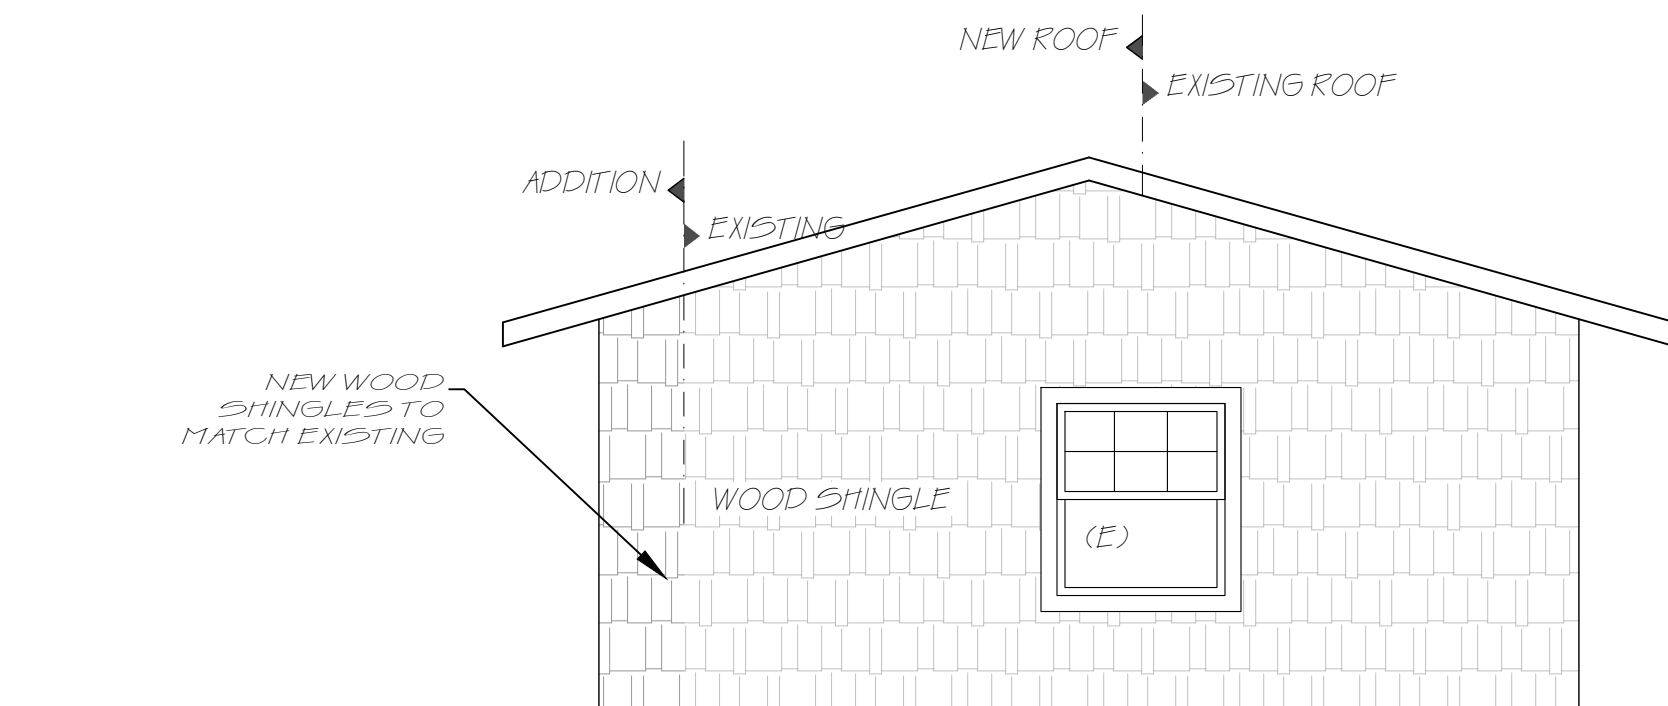 NEW ROOF
EXISTING ROOF
ADDITION
EXISTING
NEW WOOD
SHINGLES TO
MATCH EXISTING
WOOD SHINGLE
(E)